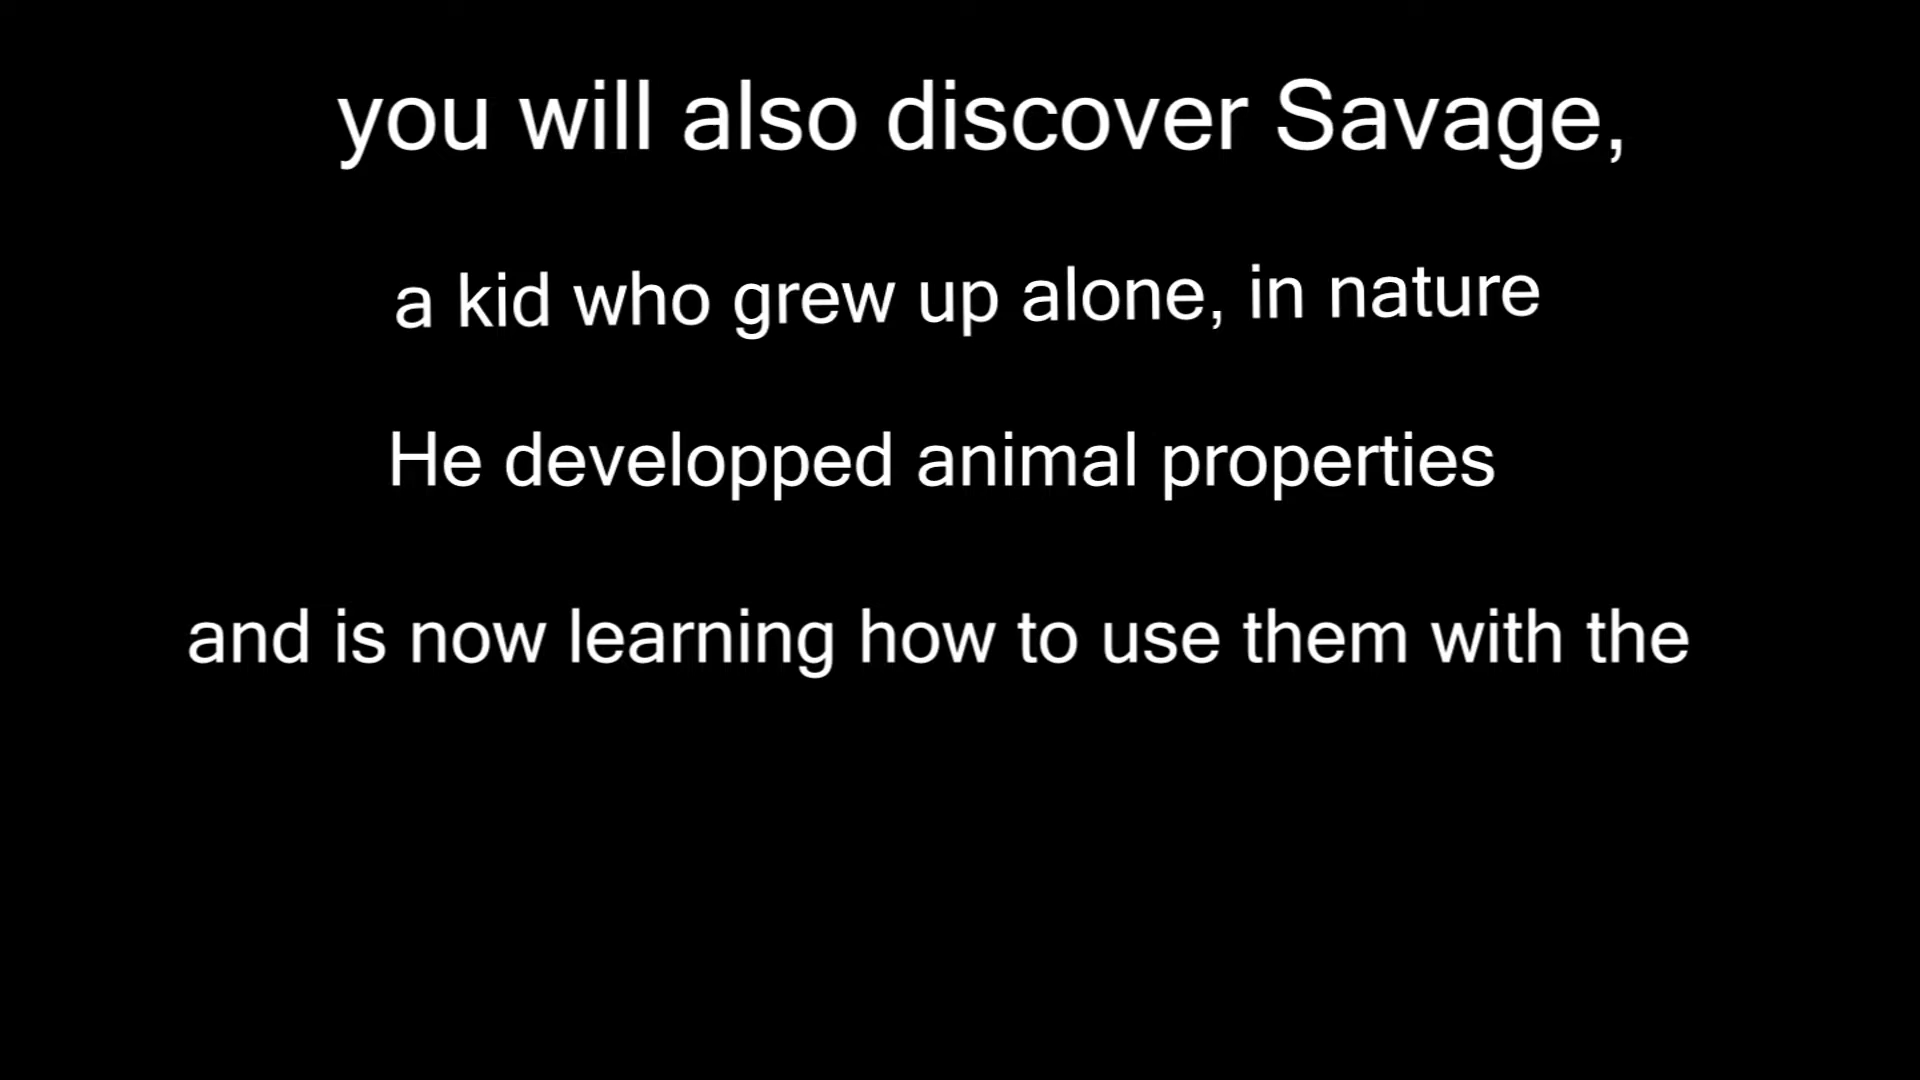 you will also discover Savage,
a kid who grew up alone, in nature
He developped animal properties
and is now learning how to use them with the